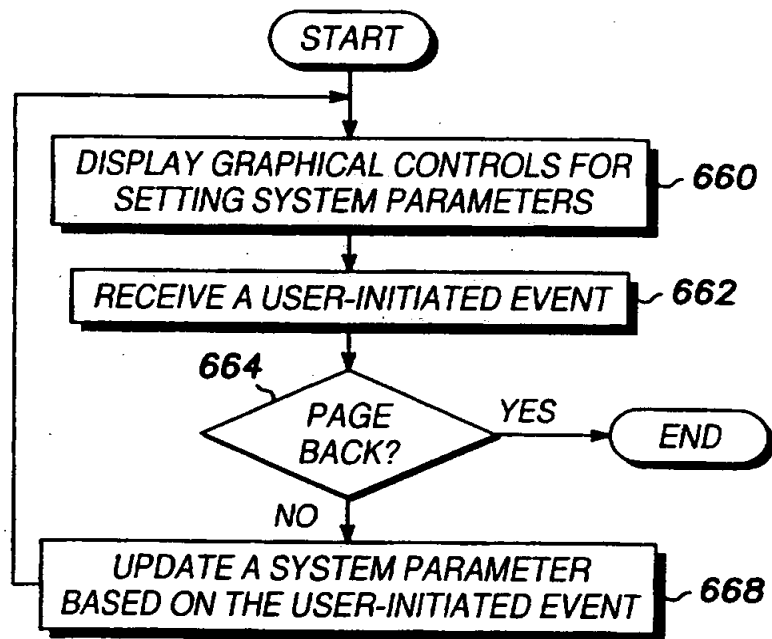 START
DISPLAY GRAPHICAL CONTROLS FOR
SETTING SYSTEM PARAMETERS
660
RECEIVE A USER-INITIATED EVENT
662
664
PAGE
BACK?
YES
END
NO
UPDATE A SYSTEM PARAMETER
BASED ON THE USER-INITIATED EVENT
668